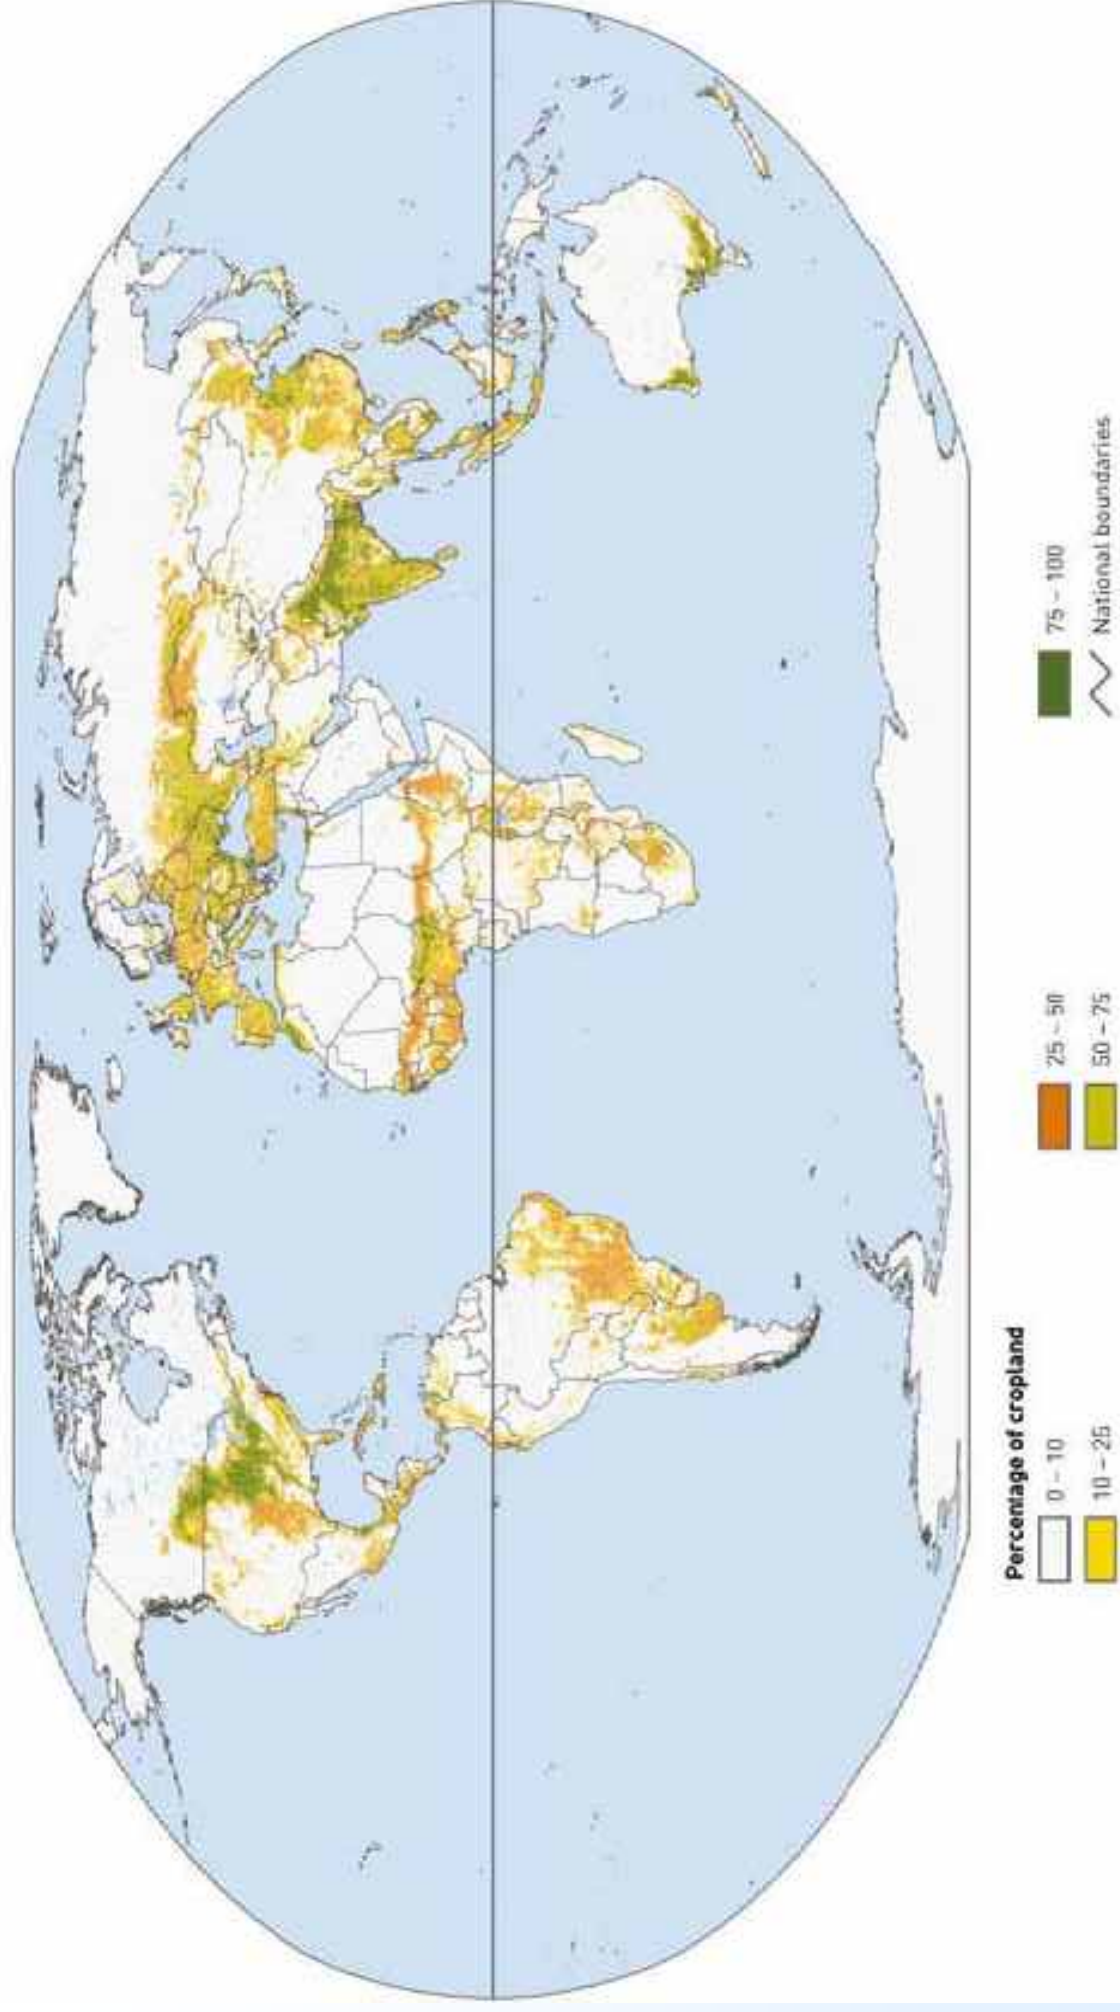 Percentage of cropland
0 – 10
10 – 25
25 – 50
50 – 75
75 – 100
National boundaries